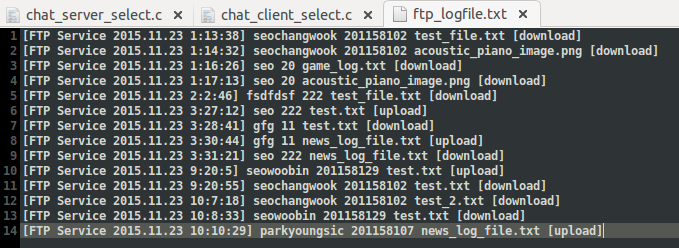 chat_server_select.c chat_client_select.c ftp_logfile.txt
1 [FTP Service 2015.11.23 1:13:38] seochangwook 201158102 test_file.txt [download]
2 [FTP Service 2015.11.23 1:14:32] seochangwook 201158102 acoustic_piano_image.png [download]
3 [FTP Service 2015.11.23 1:16:26] seo 20 game_log.txt [download]
4 [FTP Service 2015.11.23 1:17:13] seo 20 acoustic_piano_image.png [download]
5 [FTP Service 2015.11.23 2:2:46] fsdfdsf 222 test_file.txt [download]
6 [FTP Service 2015.11.23 3:27:12] seo 222 test.txt [upload]
7 [FTP Service 2015.11.23 3:28:41] gfg 11 test.txt [download]
8 [FTP Service 2015.11.23 3:30:44] gfg 11 news_log_file.txt [upload]
9 [FTP Service 2015.11.23 3:31:21] seo 222 news_log_file.txt [download]
10 [FTP Service 2015.11.23 9:20:5] seowoobin 201158129 test.txt [upload]
11 [FTP Service 2015.11.23 9:20:55] seochangwook 201158102 test.txt [download]
12 [FTP Service 2015.11.23 10:7:18] seochangwook 201158102 test_2.txt [download]
13 [FTP Service 2015.11.23 10:8:33] seowoobin 201158129 test.txt [download]
14 [FTP Service 2015.11.23 10:10:29] parkyoungsic 201158107 news_log_file.txt [upload]